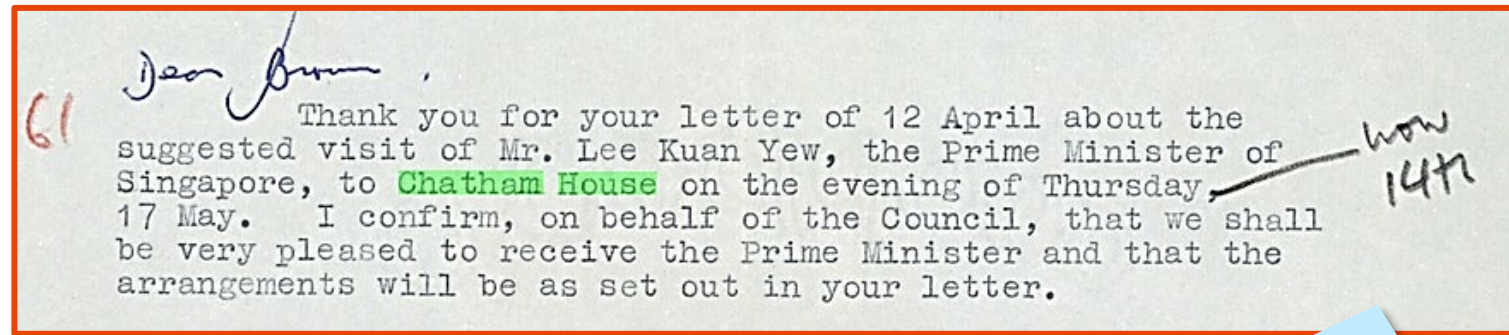 Dear Brown.
61
Thank you for your letter of 12 April about the
suggested visit of Mr. Lee Kuan Yew, the Prime Minister of
Singapore, to Chatham House on the evening of Thursday,
now
14th
17 May. I confirm, on behalf of the Council, that we shall
be very pleased to receive the Prime Minister and that the
arrangements will be as set out in your letter.